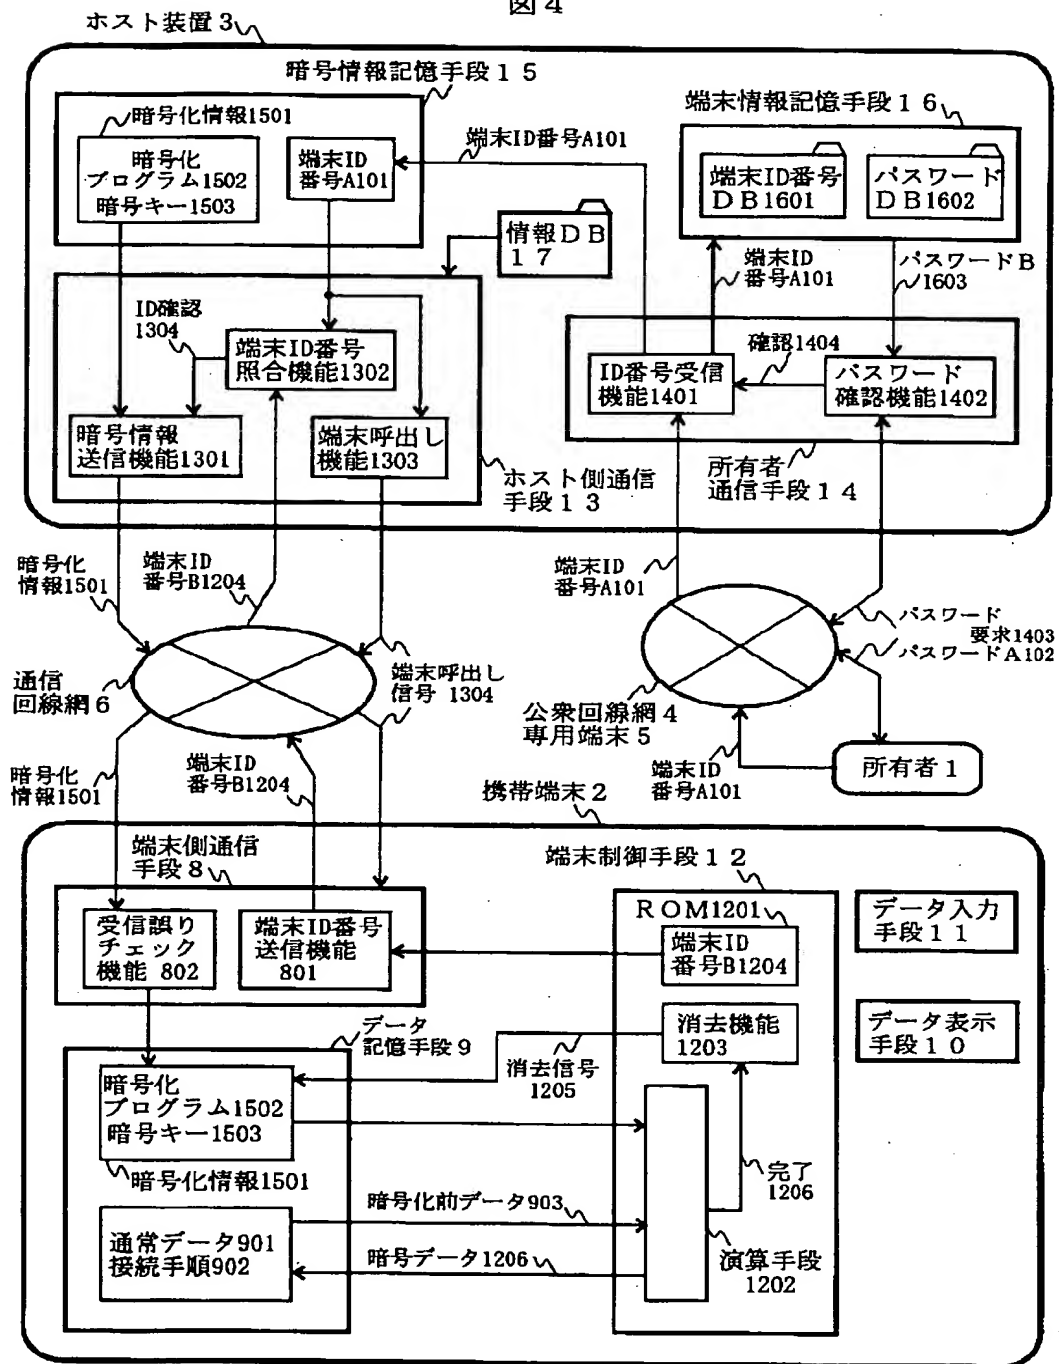 図4
ホスト装置3
暗号情報記憶手段15
暗号化情報1501
暗号化
プログラム1502
暗号キー1503
端末ID
番号A101
端末ID番号A101
端末情報記憶手段16
端末ID番号
DB1601
パスワード
DB1602
情報DB
17
端末ID
番号A101
パスワードB
1603
ID確認
1304
端末ID番号
照合機能1302
暗号情報
送信機能1301
端末呼出し
機能1303
ホスト側通信
手段13
確認1404
ID番号受信
機能1401
パスワード
確認機能1402
所有者
通信手段14
暗号化
情報1501
端末ID
番号B1204
端末ID
番号A101
パスワード
要求1403
パスワードA102
通信
回線網6
端末呼出し
信号 1304
公衆回線網4
専用端末5
所有者1
暗号化
情報1501
端末ID
番号B1204
端末ID
番号A101
携帯端末2
端末側通信
手段8
端末制御手段12
受信誤り
チェック
機能 802
端末ID番号
送信機能
801
ROM1201
端末ID
番号B1204
データ入力
手段11
データ
記憶手段9
消去信号
1205
消去機能
1203
データ表示
手段10
暗号化
プログラム1502
暗号キー1503
暗号化情報1501
完了
1206
暗号化前データ903
通常データ901
接続手順902
暗号データ1206
演算手段
1202